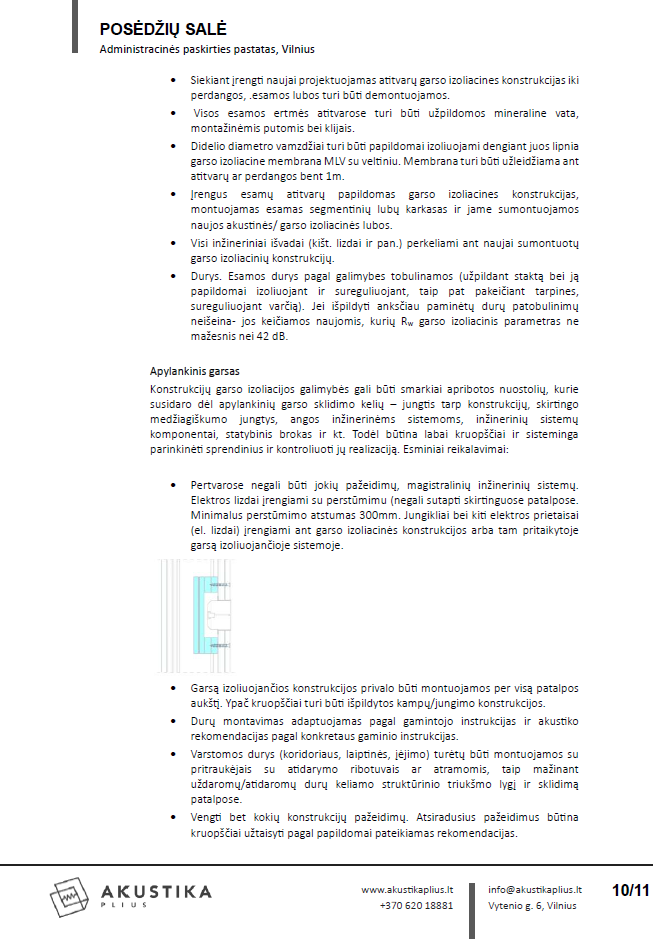 POSĖDŽIŲ SALĖ
Administracinės paskirties pastatas, Vilnius
• Siekiant įrengti naujai projektuojamas atitvarų garso izoliacines konstrukcijas iki
perdangos, .esamos lubos turi būti demontuojamos.
• Visos esamos ertmės atitvarose turi būti užpildomos mineraline vata,
montažinėmis putomis bei klijais.
• Didelio diametro vamzdžiai turi būti papildomai izoliuojami dengiant juos lipnia
garso izoliacine membrana MLV su veltiniu. Membrana turi būti užleidžiama ant
atitvarų ar perdangos bent 1m.
• Įrengus esamų atitvarų papildomas garso izoliacines konstrukcijas,
montuojamas esamas segmentinių lubų karkasas ir jame sumontuojamos
naujos akustinės/ garso izoliacinės lubos.
• Visi inžineriniai išvadai (kišt. lizdai ir pan.) perkeliami ant naujai sumontuotų
garso izoliacinių konstrukcijų.
• Durys. Esamos durys pagal galimybes tobulinamos (užpildant staktą bei ją
papildomai izoliuojant ir sureguliuojant, taip pat pakeičiant tarpines,
sureguliuojant varčią). Jei išpildyti anksčiau paminėtų durų patobulinimų
neišeina- jos keičiamos naujomis, kurių Rw garso izoliacinis parametras ne
mažesnis nei 42 dB.
Apylankinis garsas
Konstrukcijų garso izoliacijos galimybės gali būti smarkiai apribotos nuostolių, kurie
susidaro dėl apylankinių garso sklidimo kelių – jungtis tarp konstrukcijų, skirtingo
medžiagiškumo jungtys, angos inžinerinėms sistemoms, inžinerinių sistemų
komponentai, statybinis brokas ir kt. Todėl būtina labai kruopščiai ir sisteminga
parinkinėti sprendinius ir kontroliuoti jų realizaciją. Esminiai reikalavimai:
• Pertvarose negali būti jokių pažeidimų, magistralinių inžinerinių sistemų.
Elektros lizdai įrengiami su perstūmimu (negali sutapti skirtinguose patalpose.
Minimalus perstūmimo atstumas 300mm. Jungikliai bei kiti elektros prietaisai
(el. lizdai) įrengiami ant garso izoliacinės konstrukcijos arba tam pritaikytoje
garsą izoliuojančioje sistemoje.
• Garsą izoliuojančios konstrukcijos privalo būti montuojamos per visą patalpos
aukštį. Ypač kruopščiai turi būti išpildytos kampų/jungimo konstrukcijos.
• Durų montavimas adaptuojamas pagal gamintojo instrukcijas ir akustiko
rekomendacijas pagal konkretaus gaminio instrukcijas.
• Varstomos durys (koridoriaus, laiptinės, įėjimo) turėtų būti montuojamos su
pritraukėjais su atidarymo ribotuvais ar atramomis, taip mažinant
uždaromų/atidaromų durų keliamo struktūrinio triukšmo lygį ir sklidimą
patalpose.
• Vengti bet kokių konstrukcijų pažeidimų. Atsiradusius pažeidimus būtina
kruopščiai užtaisyti pagal papildomai pateikiamas rekomendacijas.
AKUSTIKA
PLIUS
www.akustikaplius.lt
+370 620 18881
info@akustikaplius.lt
Vytenio g. 6, Vilnius
10/11